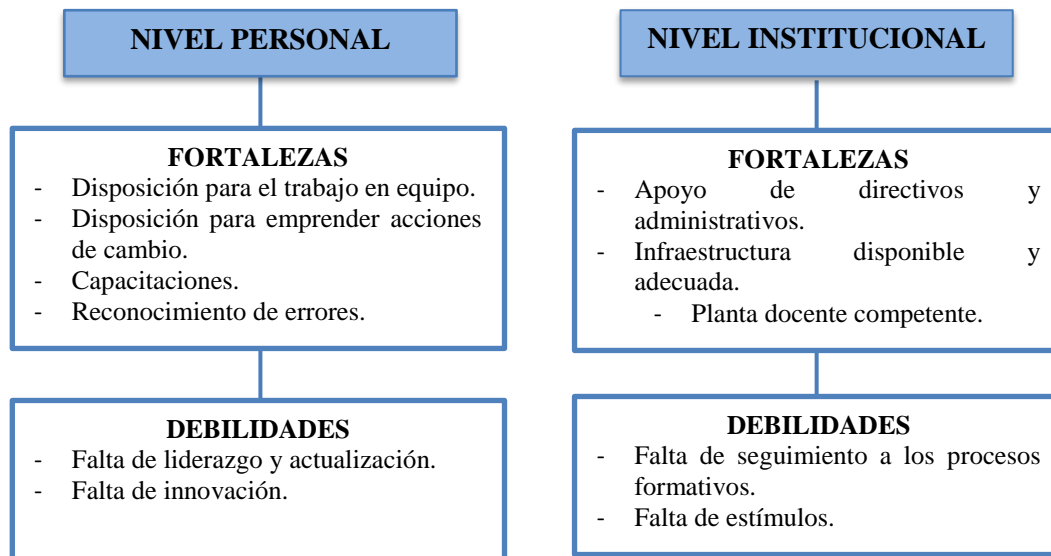 NIVEL PERSONAL
FORTALEZAS
- Disposición para el trabajo en equipo.
- Disposición para emprender acciones
de cambio.
- Capacitaciones.
- Reconocimiento de errores.
DEBILIDADES
- Falta de liderazgo y actualización.
- Falta de innovación.
NIVEL INSTITUCIONAL
FORTALEZAS
- Apoyo de directivos y
administrativos.
- Infraestructura disponible y
adecuada.
- Planta docente competente.
DEBILIDADES
- Falta de seguimiento a los procesos
formativos.
- Falta de estímulos.